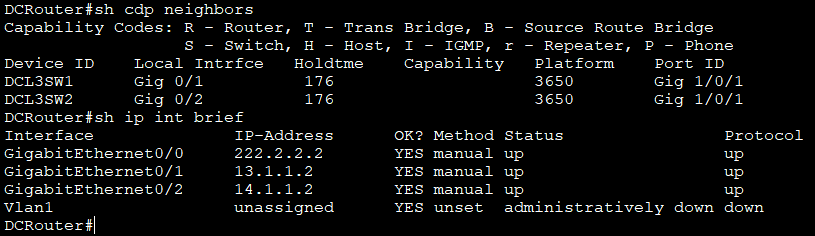 DCRouter#sh cdp neighbors
Capability Codes: R - Router, T - Trans Bridge, B - Source Route Bridge
S - Switch, H - Host, I - IGMP, r - Repeater, P - Phone
Device ID    Local Intrfce   Holdtme    Capability   Platform    Port ID
DCL3SW1      Gig 0/1          176                    3650        Gig 1/0/1
DCL3SW2      Gig 0/2          176                    3650        Gig 1/0/1
DCRouter#sh ip int brief
Interface              IP-Address      OK? Method Status                Protocol
GigabitEthernet0/0     222.2.2.2       YES manual up                    up
GigabitEthernet0/1     13.1.1.2        YES manual up                    up
GigabitEthernet0/2     14.1.1.2        YES manual up                    up
Vlan1                  unassigned      YES unset  administratively down down
DCRouter#